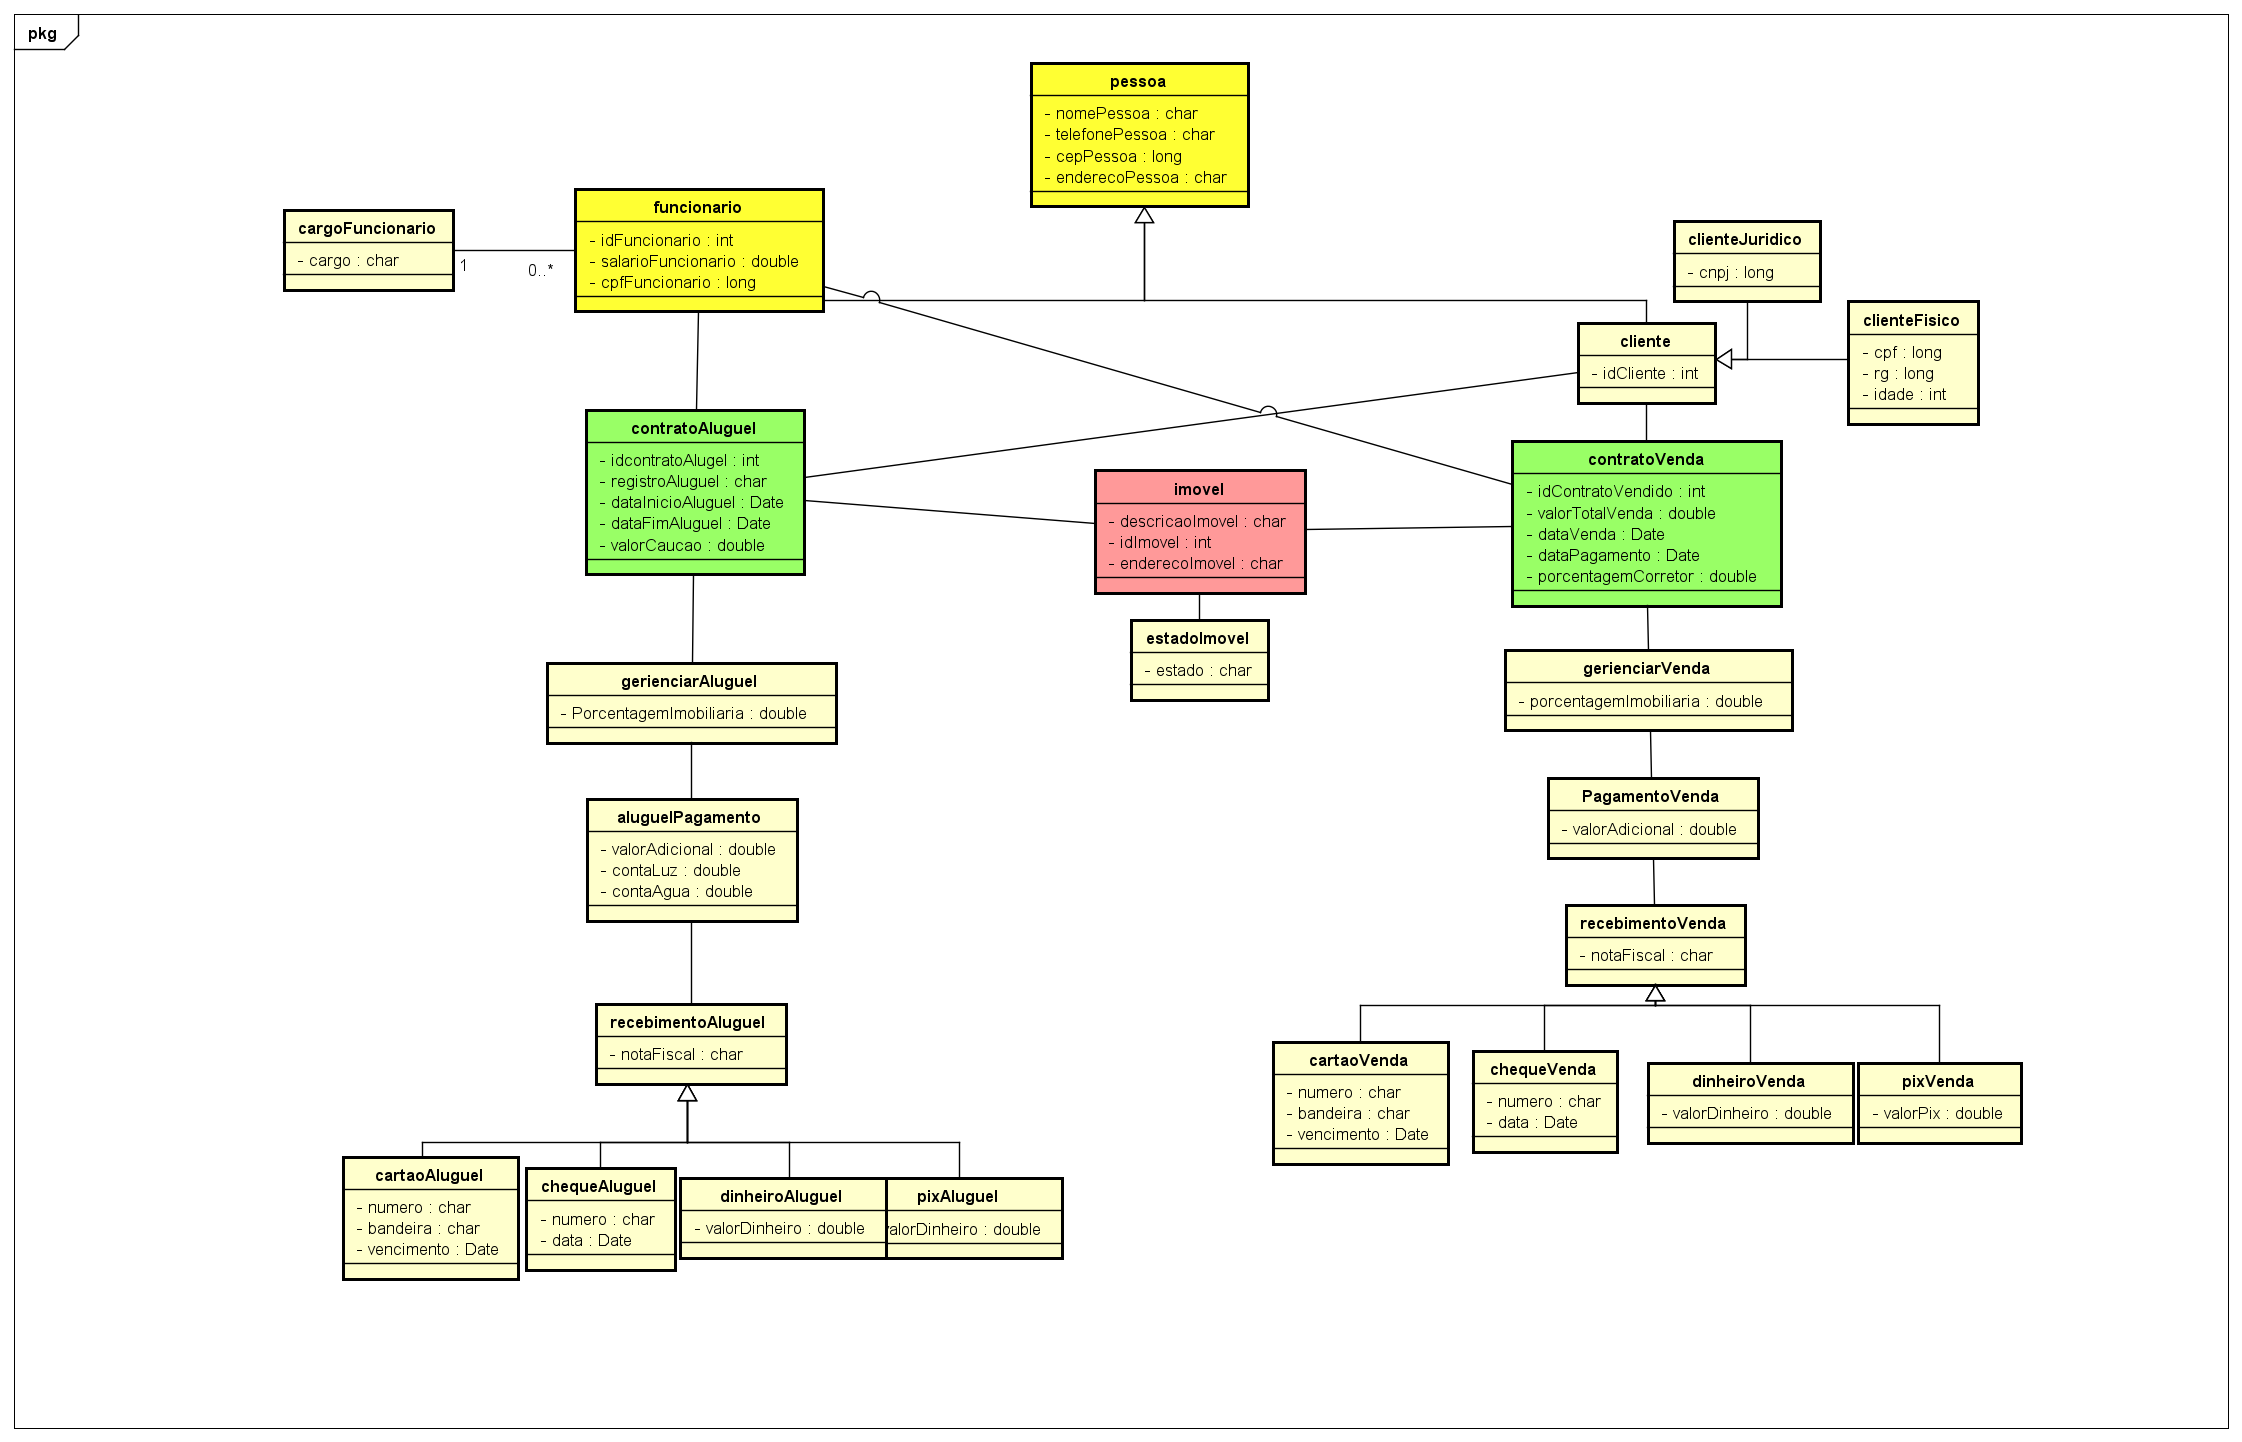 pkg
pessoa
- nomePessoa : char
- telefonePessoa : char
- cepPessoa : long
- enderecoPessoa : char
funcionario
- idFuncionario : int
- salarioFuncionario : double
- cpfFuncionario : long
cargoFuncionario
- cargo : char
1
0..*
clienteJuridico
- cnpj : long
clienteFisico
- cpf : long
- rg : long
- idade : int
cliente
- idCliente : int
contratoAluguel
- idcontratoAlugel : int
- registroAluguel : char
- dataInicioAluguel : Date
- dataFimAluguel : Date
- valorCaucao : double
imovel
- descricaoImovel : char
- idImovel : int
- enderecoImovel : char
contratoVenda
- idContratoVendido : int
- valorTotalVenda : double
- dataVenda : Date
- dataPagamento : Date
- porcentagemCorretor : double
estadoImovel
- estado : char
gerienciarAluguel
- PorcentagemImobiliaria : double
gerienciarVenda
- porcentagemImobiliaria : double
aluguelPagamento
- valorAdicional : double
- contaLuz : double
- contaAgua : double
PagamentoVenda
- valorAdicional : double
recebimentoVenda
- notaFiscal : char
recebimentoAluguel
- notaFiscal : char
cartaoVenda
- numero : char
- bandeira : char
- vencimento : Date
chequeVenda
- numero : char
- data : Date
dinheiroVenda
- valorDinheiro : double
pixVenda
- valorPix : double
cartaoAluguel
- numero : char
- bandeira : char
- vencimento : Date
chequeAluguel
- numero : char
- data : Date
dinheiroAluguel
- valorDinheiro : double
pixAluguel
valorDinheiro : double